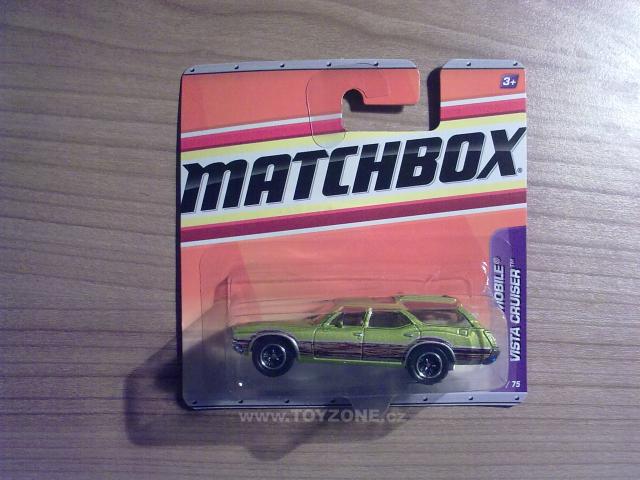 3+
MATCHBOX®
MOBILE®
VISTA CRUISER™
/ 75
www.TOYZONE.cz